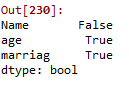 Out[230]:
Name False
age True
marriag True
dtype: bool